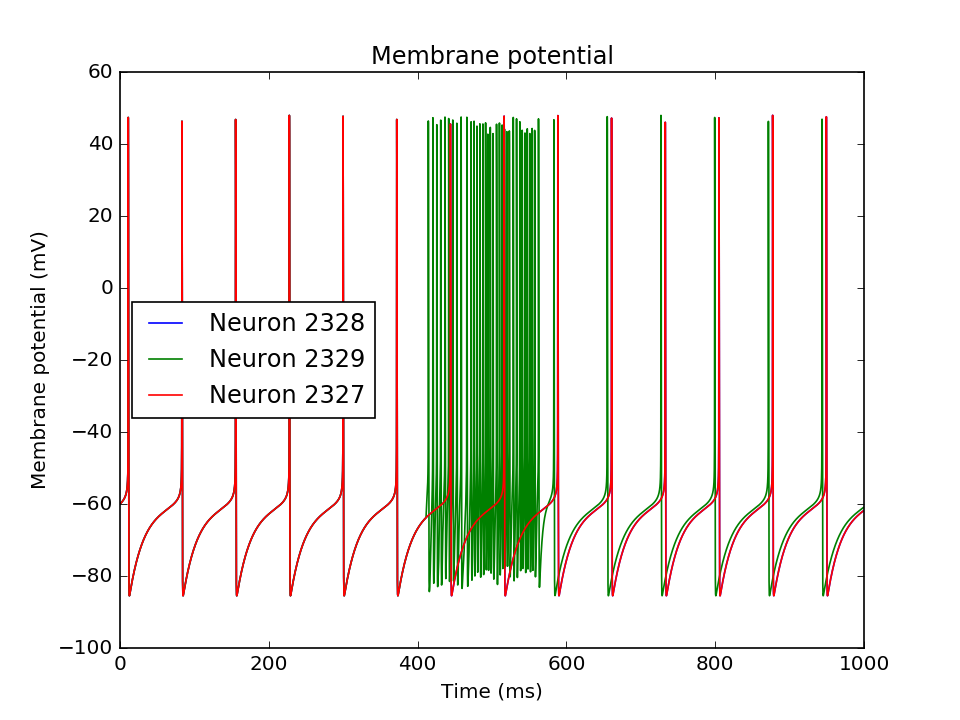 Membrane potential
60
40
20
0
−20
−40
−60
−80
−100
Membrane potential (mV)
Neuron 2328
Neuron 2329
Neuron 2327
0 200 400 600 800 1000
Time (ms)